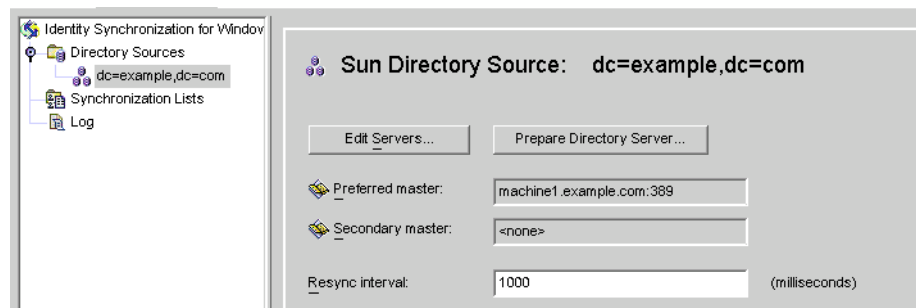 Identity Synchronization for Window
Directory Sources
dc=example,dc=com
Synchronization Lists
Log
Sun Directory Source: dc=example,dc=com
Edit Servers... Prepare Directory Server...
Preferred master: machine1.example.com:389
Secondary master: <none>
Resync interval: 1000 (milliseconds)